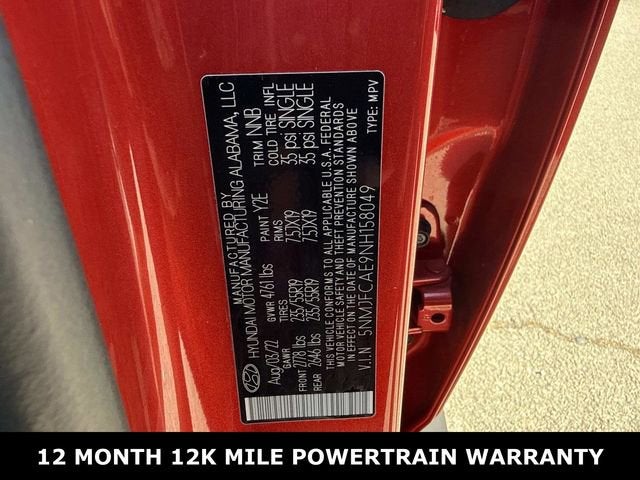 MANUFACTURED BY
HYUNDAI MOTOR MANUFACTURING ALABAMA, LLC
Aug/03/22 GVWR 4761 lbs PAINT Y2E TRIM NNB
GAWR TIRES RIMS COLD TIRE INFL
FRONT 2778 lbs 235/55R19 7.5JX19 35 psi SINGLE
REAR 2646 lbs 235/55R19 7.5JX19 35 psi SINGLE
THIS VEHICLE CONFORMS TO ALL APPLICABLE U.S.A. FEDERAL
MOTOR VEHICLE SAFETY, BUMPER, AND THEFT PREVENTION STANDARDS
IN EFFECT ON THE DATE OF MANUFACTURE SHOWN ABOVE
V.I.N 5NMJFCAE9NH158049 TYPE: MPV
12 MONTH 12K MILE POWERTRAIN WARRANTY